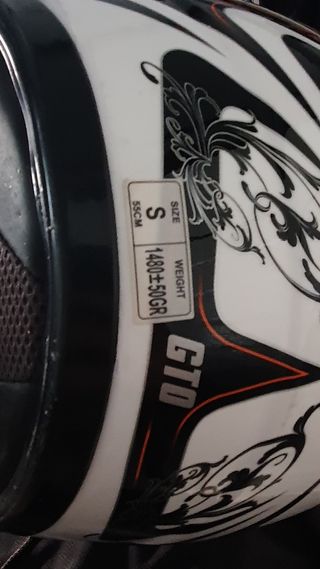 SIZE WEIGHT
S 1480±50GR
55CM
GTO